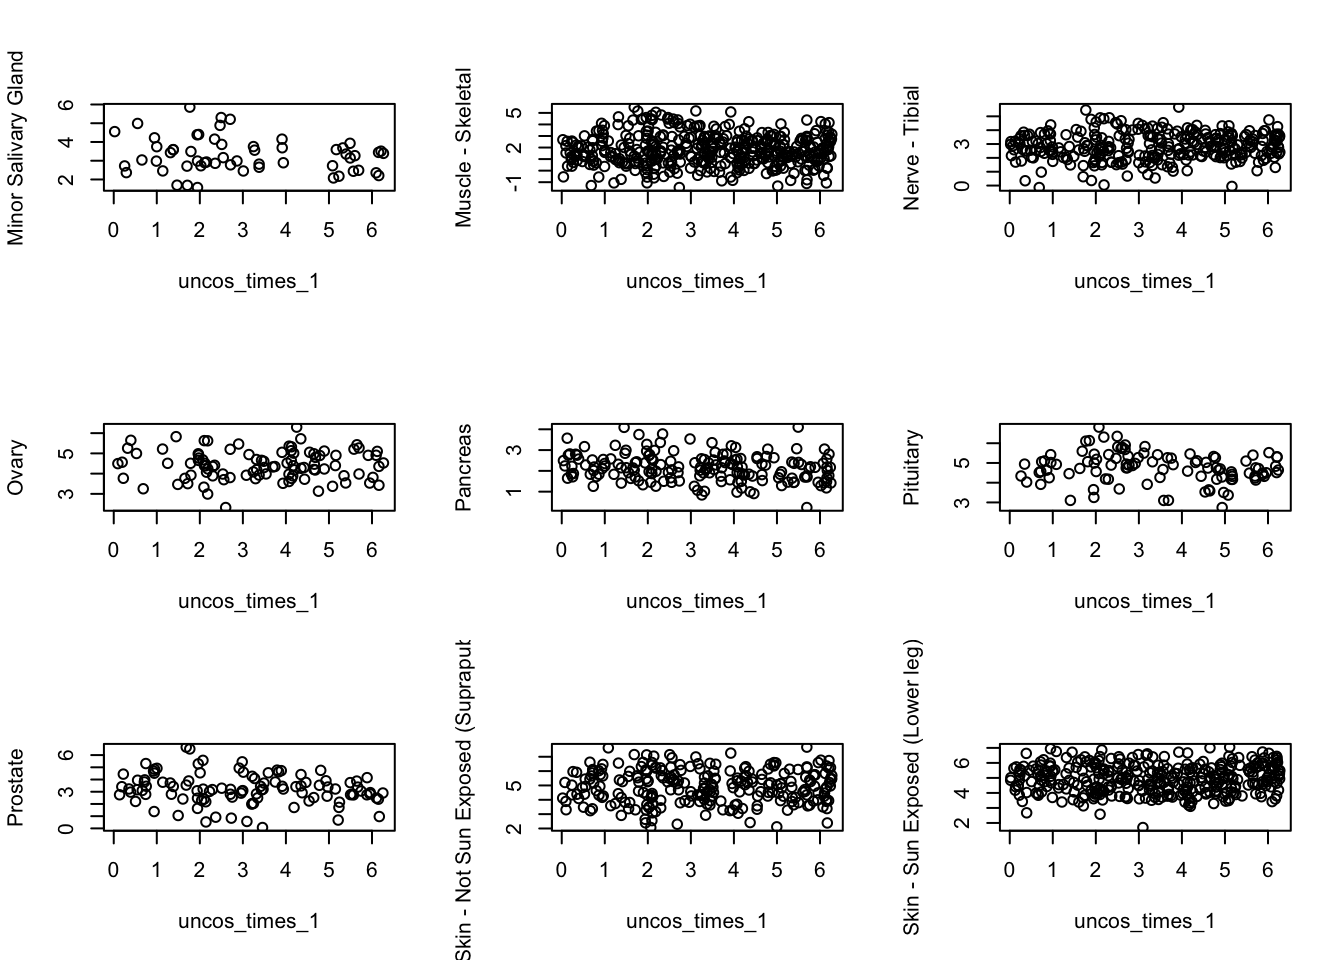 Minor Salivary Gland
6
4
2
0 1 2 3 4 5 6
uncos_times_1
Muscle - Skeletal
5
2
-1
0 1 2 3 4 5 6
uncos_times_1
Nerve - Tibial
3
0
0 1 2 3 4 5 6
uncos_times_1
Ovary
5
3
0 1 2 3 4 5 6
uncos_times_1
Pancreas
3
1
0 1 2 3 4 5 6
uncos_times_1
Pituitary
5
3
0 1 2 3 4 5 6
uncos_times_1
Prostate
6
3
0
0 1 2 3 4 5 6
uncos_times_1
Skin - Not Sun Exposed (Suprapub
5
2
0 1 2 3 4 5 6
uncos_times_1
Skin - Sun Exposed (Lower leg)
6
4
2
0 1 2 3 4 5 6
uncos_times_1